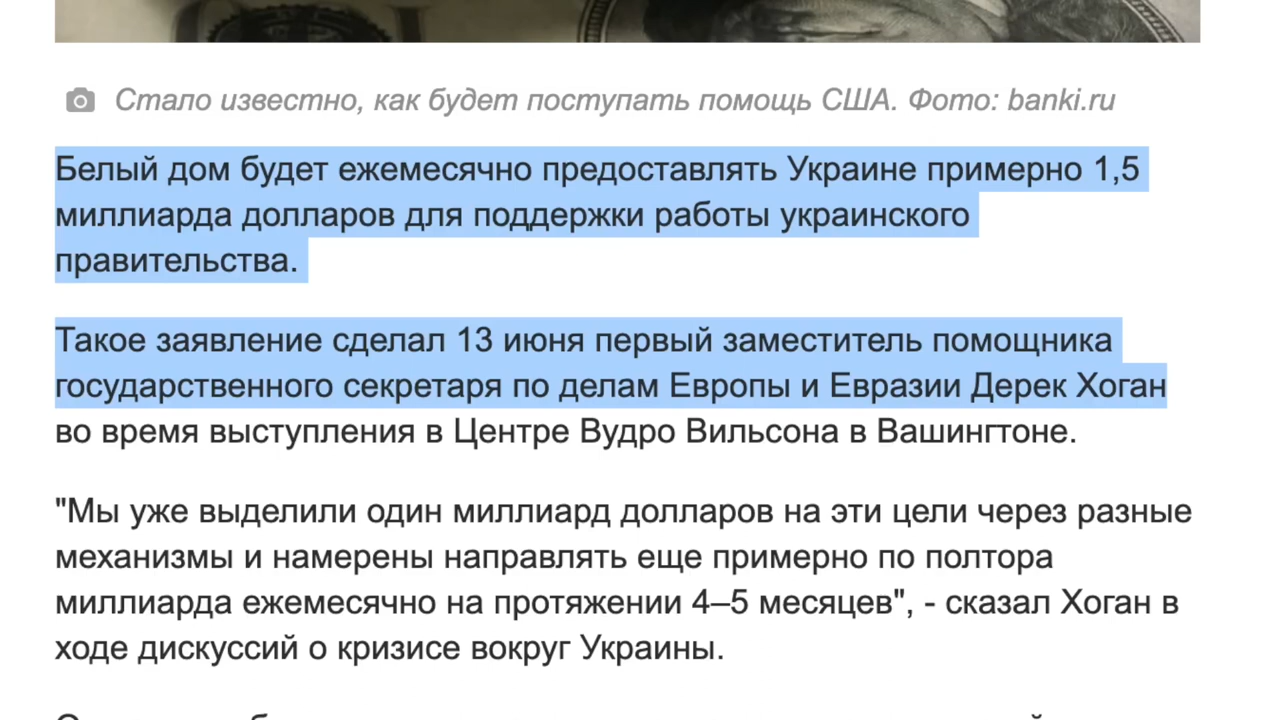 Стало известно, как будет поступать помощь США. Фото: banki.ru
Белый дом будет ежемесячно предоставлять Украине примерно 1,5
миллиарда долларов для поддержки работы украинского
правительства.
Такое заявление сделал 13 июня первый заместитель помощника
государственного секретаря по делам Европы и Евразии Дерек Хоган
во время выступления в Центре Вудро Вильсона в Вашингтоне.
"Мы уже выделили один миллиард долларов на эти цели через разные
механизмы и намерены направлять еще примерно по полтора
миллиарда ежемесячно на протяжении 4–5 месяцев", - сказал Хоган в
ходе дискуссий о кризисе вокруг Украины.